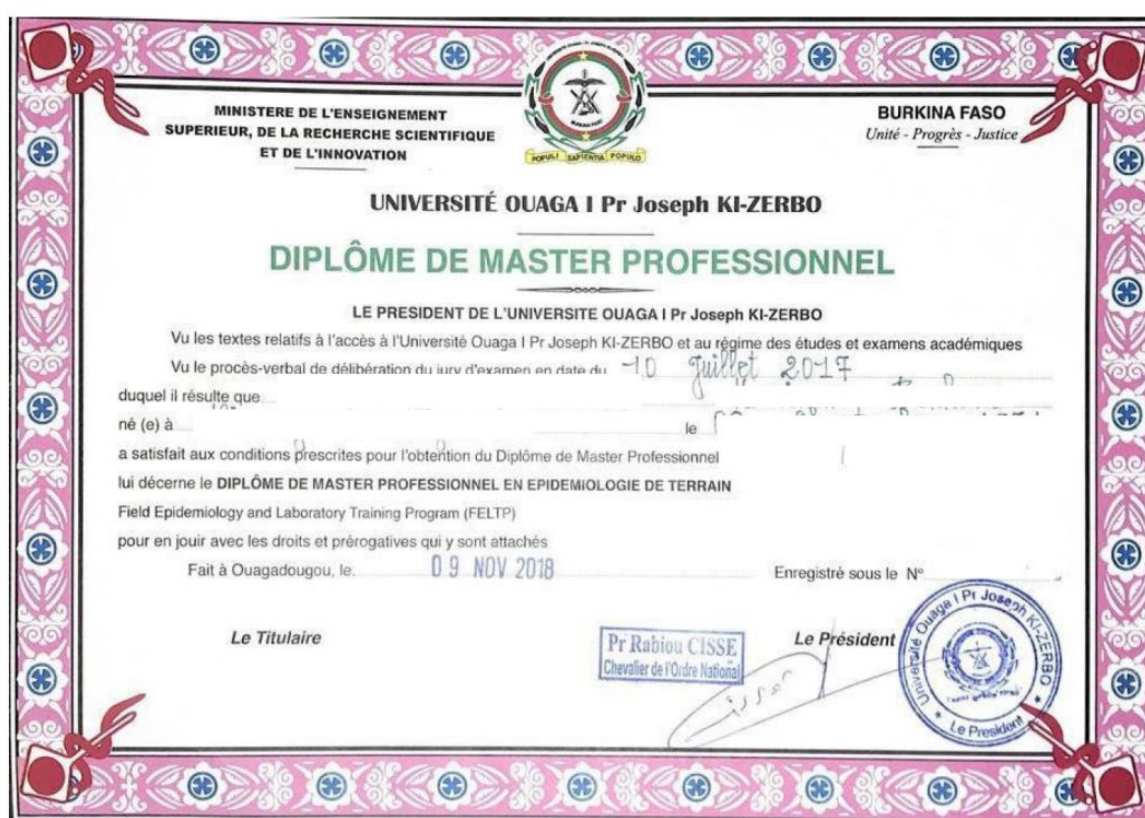 MINISTERE DE L'ENSEIGNEMENT
SUPERIEUR, DE LA RECHERCHE SCIENTIFIQUE
ET DE L'INNOVATION
BURKINA FASO
POPULI SAPIENTIA POPULO
BURKINA FASO
Unité - Progrès - Justice
UNIVERSITÉ OUAGA I Pr Joseph KI-ZERBO
DIPLÔME DE MASTER PROFESSIONNEL
LE PRESIDENT DE L'UNIVERSITE OUAGA I Pr Joseph KI-ZERBO
Vu les textes relatifs à l'accès à l'Université Ouaga I Pr Joseph KI-ZERBO et au régime des études et examens académiques
Vu le procès-verbal de délibération du jury d'examen en date du 10 Juillet 2017
duquel il résulte que
né (e) à le
a satisfait aux conditions prescrites pour l'obtention du Diplôme de Master Professionnel
lui décerne le DIPLÔME DE MASTER PROFESSIONNEL EN EPIDEMIOLOGIE DE TERRAIN
Field Epidemiology and Laboratory Training Program (FELTP)
pour en jouir avec les droits et prérogatives qui y sont attachés
Fait à Ouagadougou, le. 09 NOV 2018 Enregistré sous le N°
Le Titulaire
Pr Rabiou CISSE
Chevalier de l'Ordre National
Le Président
Université Ouaga I Pr Joseph KI-ZERBO
Le President